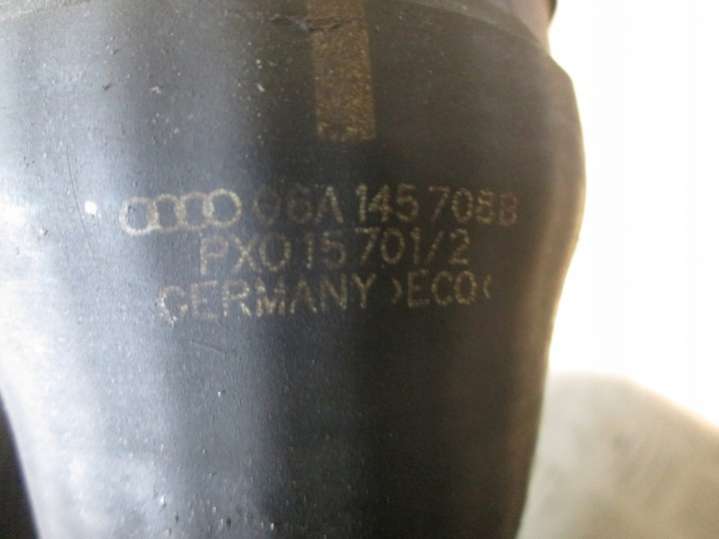 06A 145 708B
PX015701/2
GERMANY >ECO<